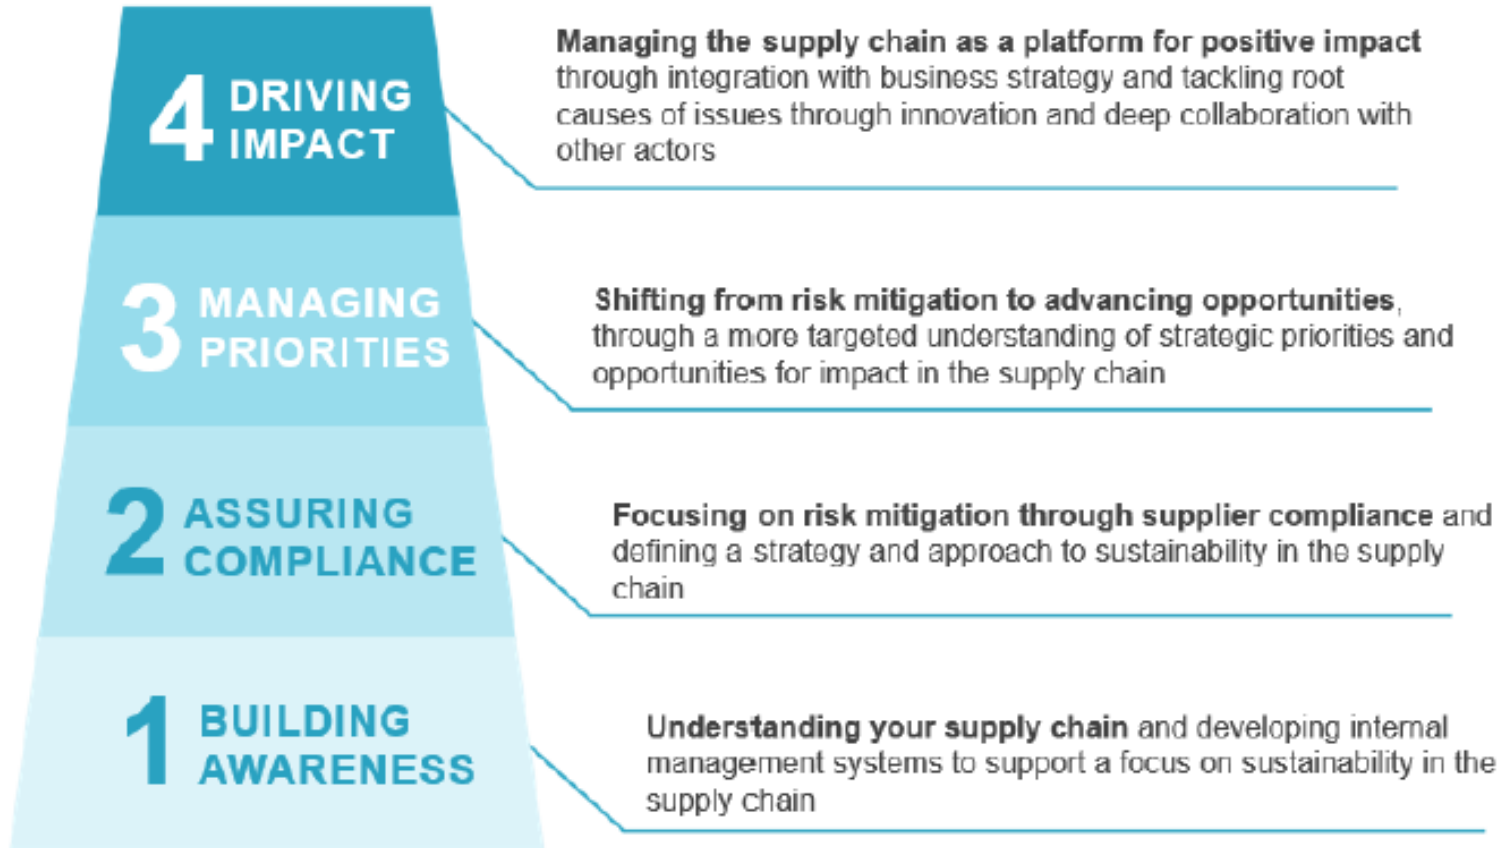 4 DRIVING
IMPACT
Managing the supply chain as a platform for positive impact
through integration with business strategy and tackling root
causes of issues through innovation and deep collaboration with
other actors
3 MANAGING
PRIORITIES
Shifting from risk mitigation to advancing opportunities,
through a more targeted understanding of strategic priorities and
opportunities for impact in the supply chain
2 ASSURING
COMPLIANCE
Focusing on risk mitigation through supplier compliance and
defining a strategy and approach to sustainability in the supply
chain
1 BUILDING
AWARENESS
Understanding your supply chain and developing internal
management systems to support a focus on sustainability in the
supply chain